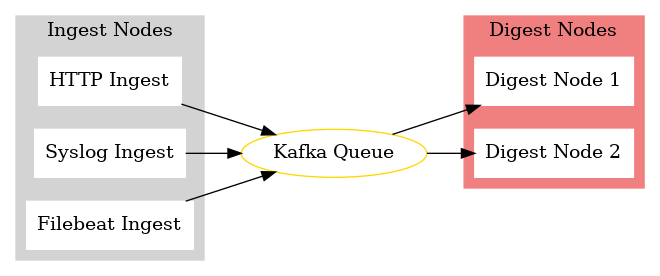 Ingest Nodes
HTTP Ingest
Syslog Ingest
Filebeat Ingest
Kafka Queue
Digest Nodes
Digest Node 1
Digest Node 2